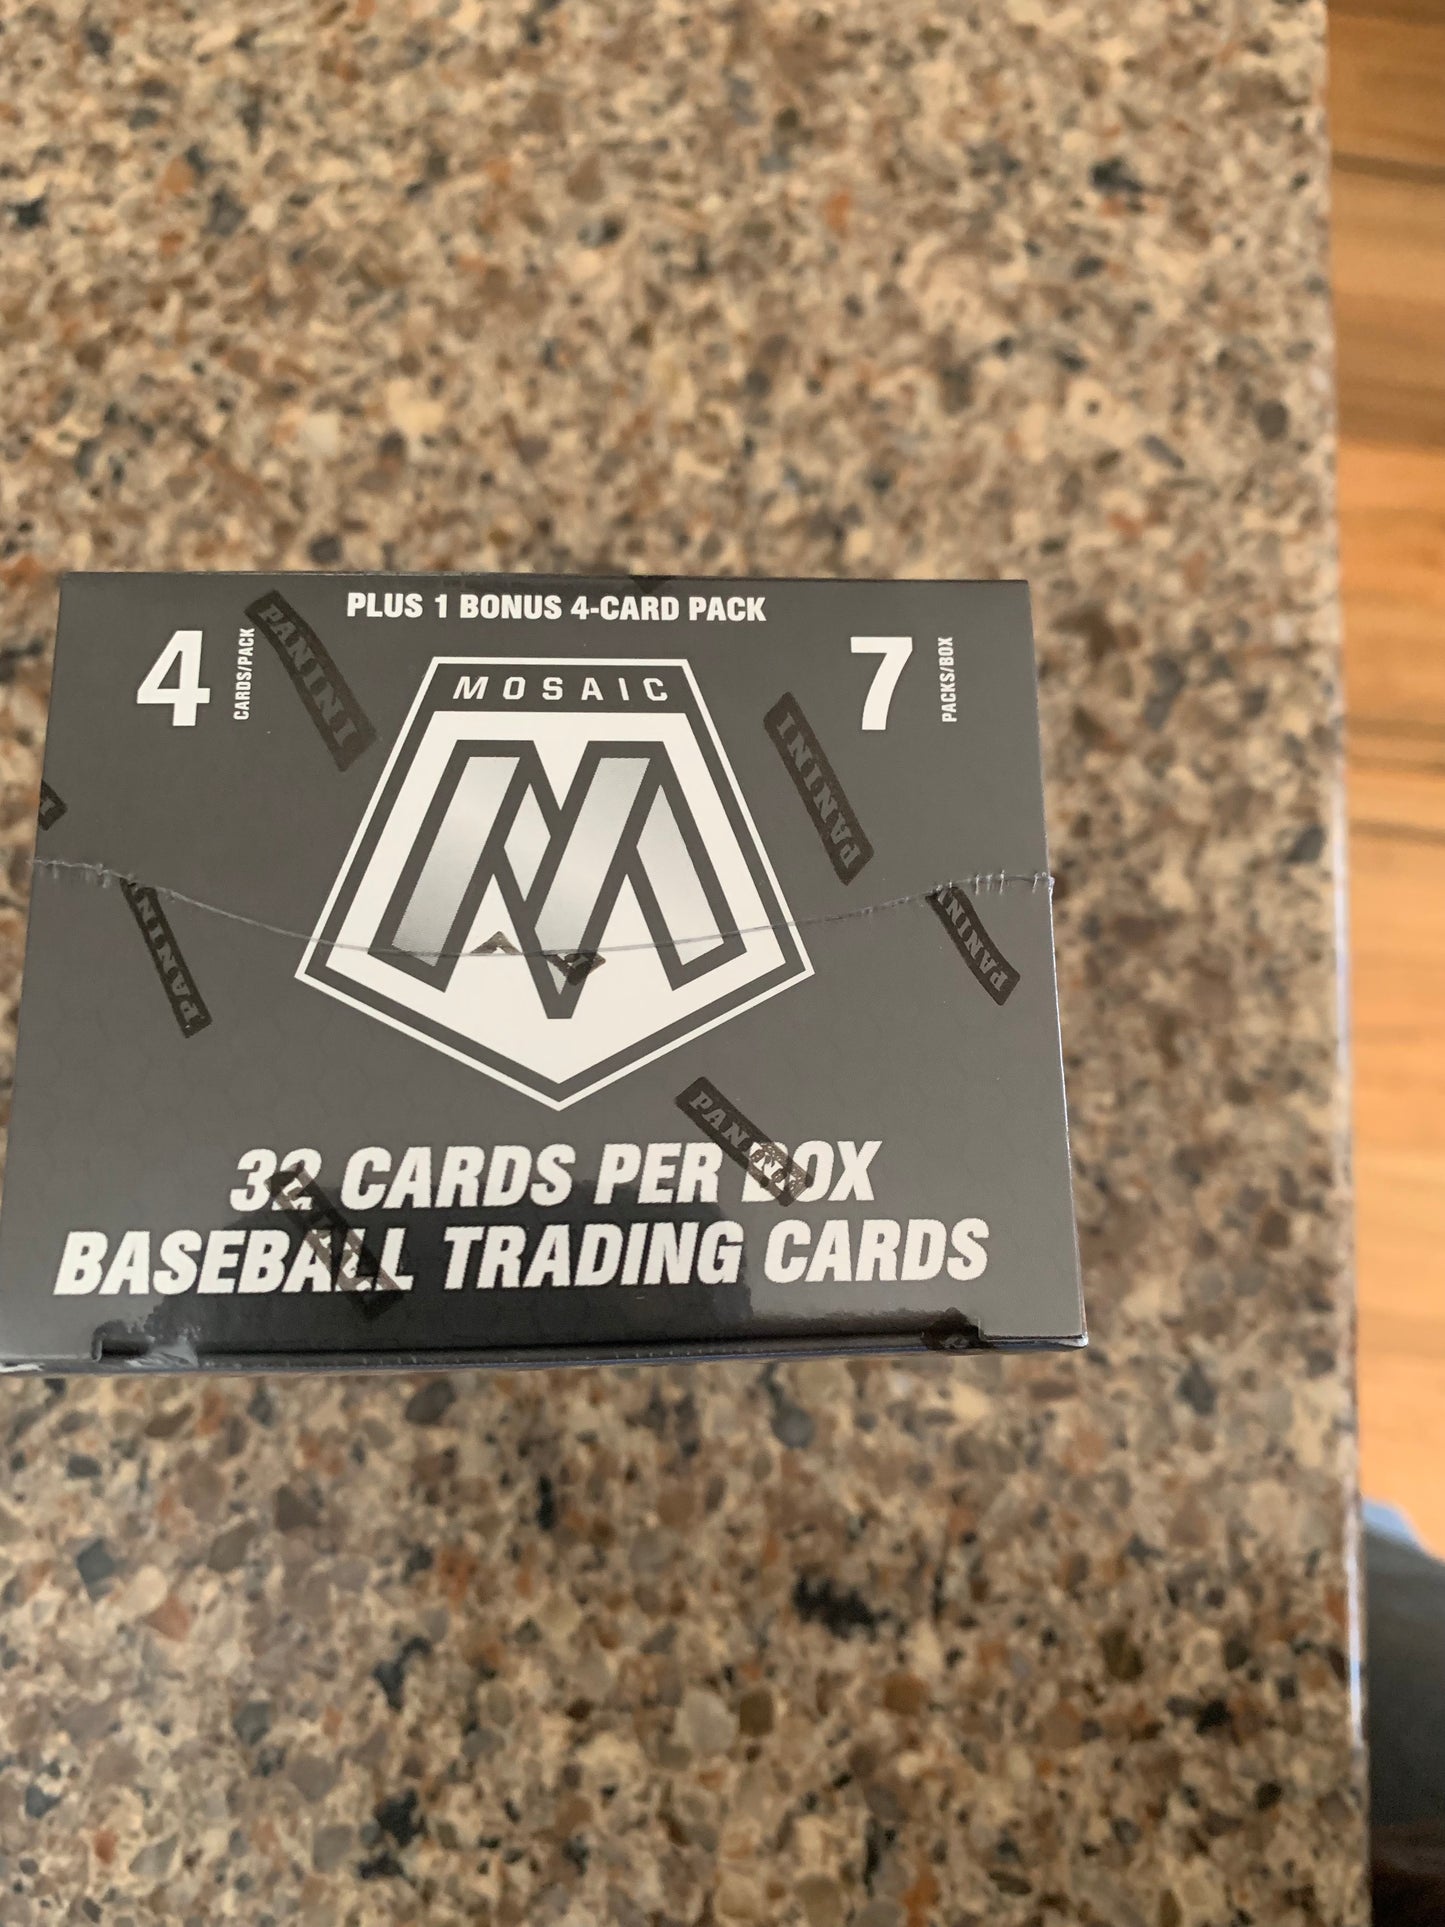 PLUS 1 BONUS 4-CARD PACK
4 CARDS/PACK
7 PACKS/BOX
MOSAIC
M
32 CARDS PER BOX
BASEBALL TRADING CARDS
PANINI
PANINI
PANINI
PANINI
PANINI